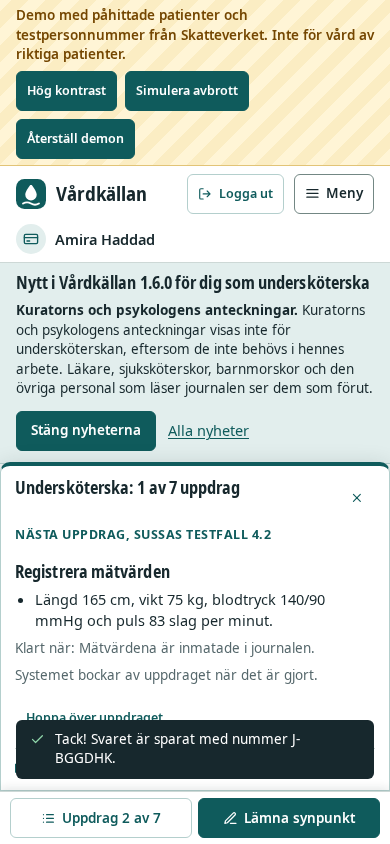 Demo med påhittade patienter och
testpersonnummer från Skatteverket. Inte för vård av
riktiga patienter.
Hög kontrast
Simulera avbrott
Återställ demon
Vårdkällan
Logga ut
Meny
Amira Haddad
Nytt i Vårdkällan 1.6.0 för dig som undersköterska
Kuratorns och psykologens anteckningar. Kuratorns
och psykologens anteckningar visas inte för
undersköterskan, eftersom de inte behövs i hennes
arbete. Läkare, sjuksköterskor, barnmorskor och den
övriga personal som läser journalen ser dem som förut.
Stäng nyheterna
Alla nyheter
Undersköterska: 1 av 7 uppdrag
NÄSTA UPPDRAG, SUSSAS TESTFALL 4.2
Registrera mätvärden
• Längd 165 cm, vikt 75 kg, blodtryck 140/90
mmHg och puls 83 slag per minut.
Klart när: Mätvärdena är inmatade i journalen.
Systemet bockar av uppdraget när det är gjort.
Hoppa över uppdraget
Tack! Svaret är sparat med nummer J-
BGGDHK.
Uppdrag 2 av 7
Lämna synpunkt